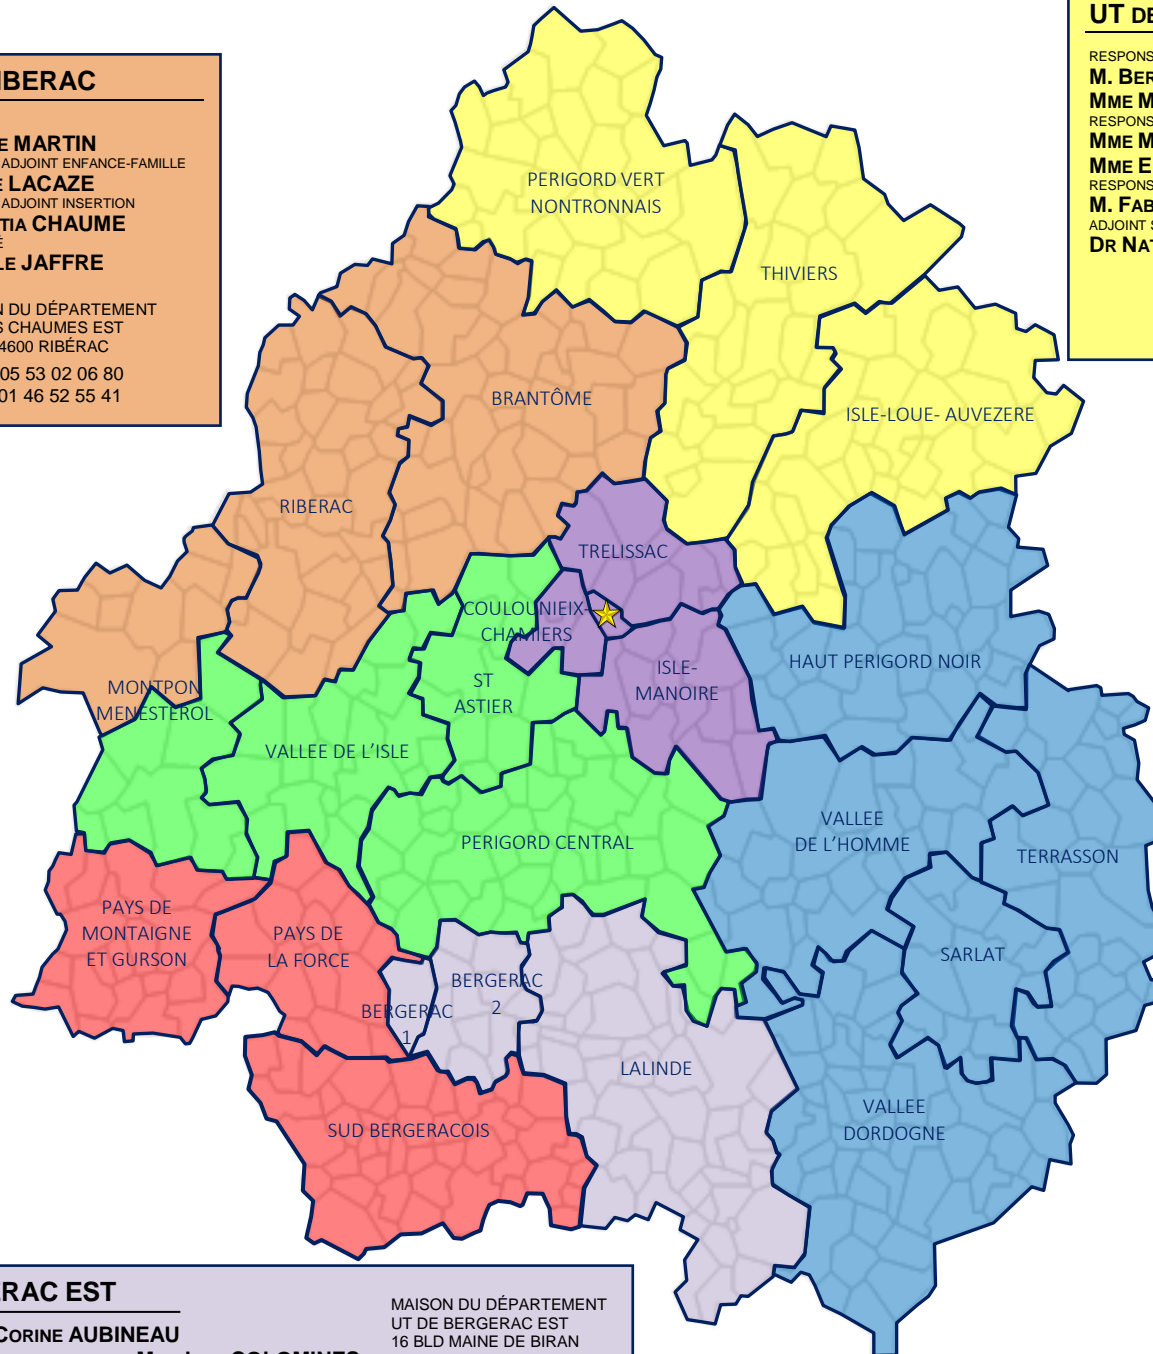 IBERAC
E MARTIN
ADJOINT ENFANCE-FAMILLE
E LACAZE
ADJOINT INSERTION
TIA CHAUME
LE JAFFRE
N DU DÉPARTEMENT
S CHAUMES EST
4600 RIBÉRAC
05 53 02 06 80
01 46 52 55 41
UT DE
RESPONS
M. BER
MME M
RESPONS
MME M
MME E
RESPONS
M. FAB
ADJOINT S
DR NAT
PERIGORD VERT
NONTRONNAIS
THIVIERS
BRANTÔME
ISLE-LOUE- AUVEZERE
RIBERAC
TRELISSAC
COULOUNIEIX-
CHAMIERS
ISLE-
MANOIRE
HAUT PERIGORD NOIR
ST
ASTIER
MONTPON
MENESTEROL
VALLEE DE L'ISLE
PERIGORD CENTRAL
VALLEE
DE L'HOMME
TERRASSON
PAYS DE
MONTAIGNE
ET GURSON
PAYS DE
LA FORCE
SARLAT
BERGERAC
2
BERGERAC
1
LALINDE
VALLEE
DORDOGNE
SUD BERGERACOIS
ERAC EST
CORINE AUBINEAU
MAISON DU DÉPARTEMENT
UT DE BERGERAC EST
16 BLD MAINE DE BIRAN